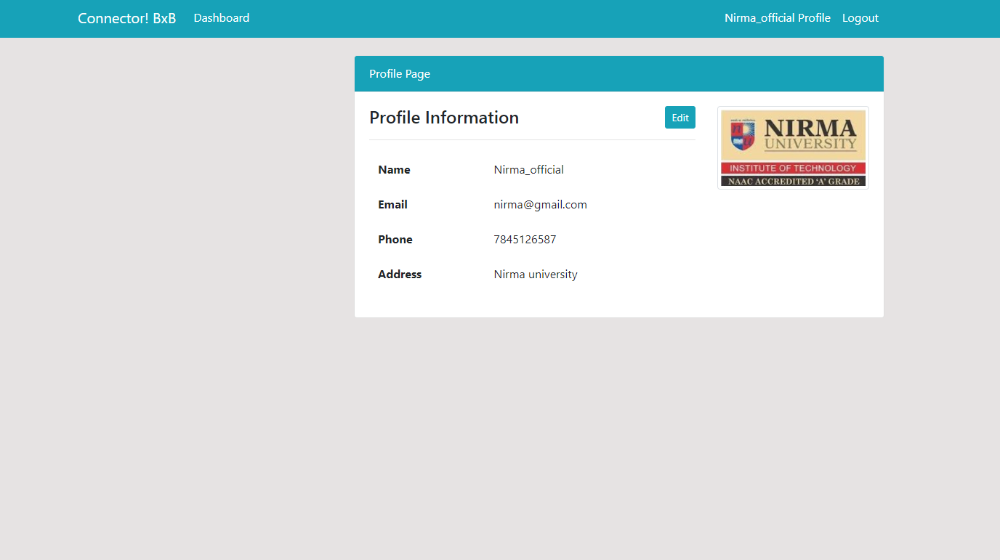 Connector! BxB Dashboard Nirma_official Profile Logout
Profile Page
Profile Information Edit
Name Nirma_official
Email nirma@gmail.com
Phone 7845126587
Address Nirma university
NIRMA
UNIVERSITY
INSTITUTE OF TECHNOLOGY
NAAC ACCREDITED 'A' GRADE